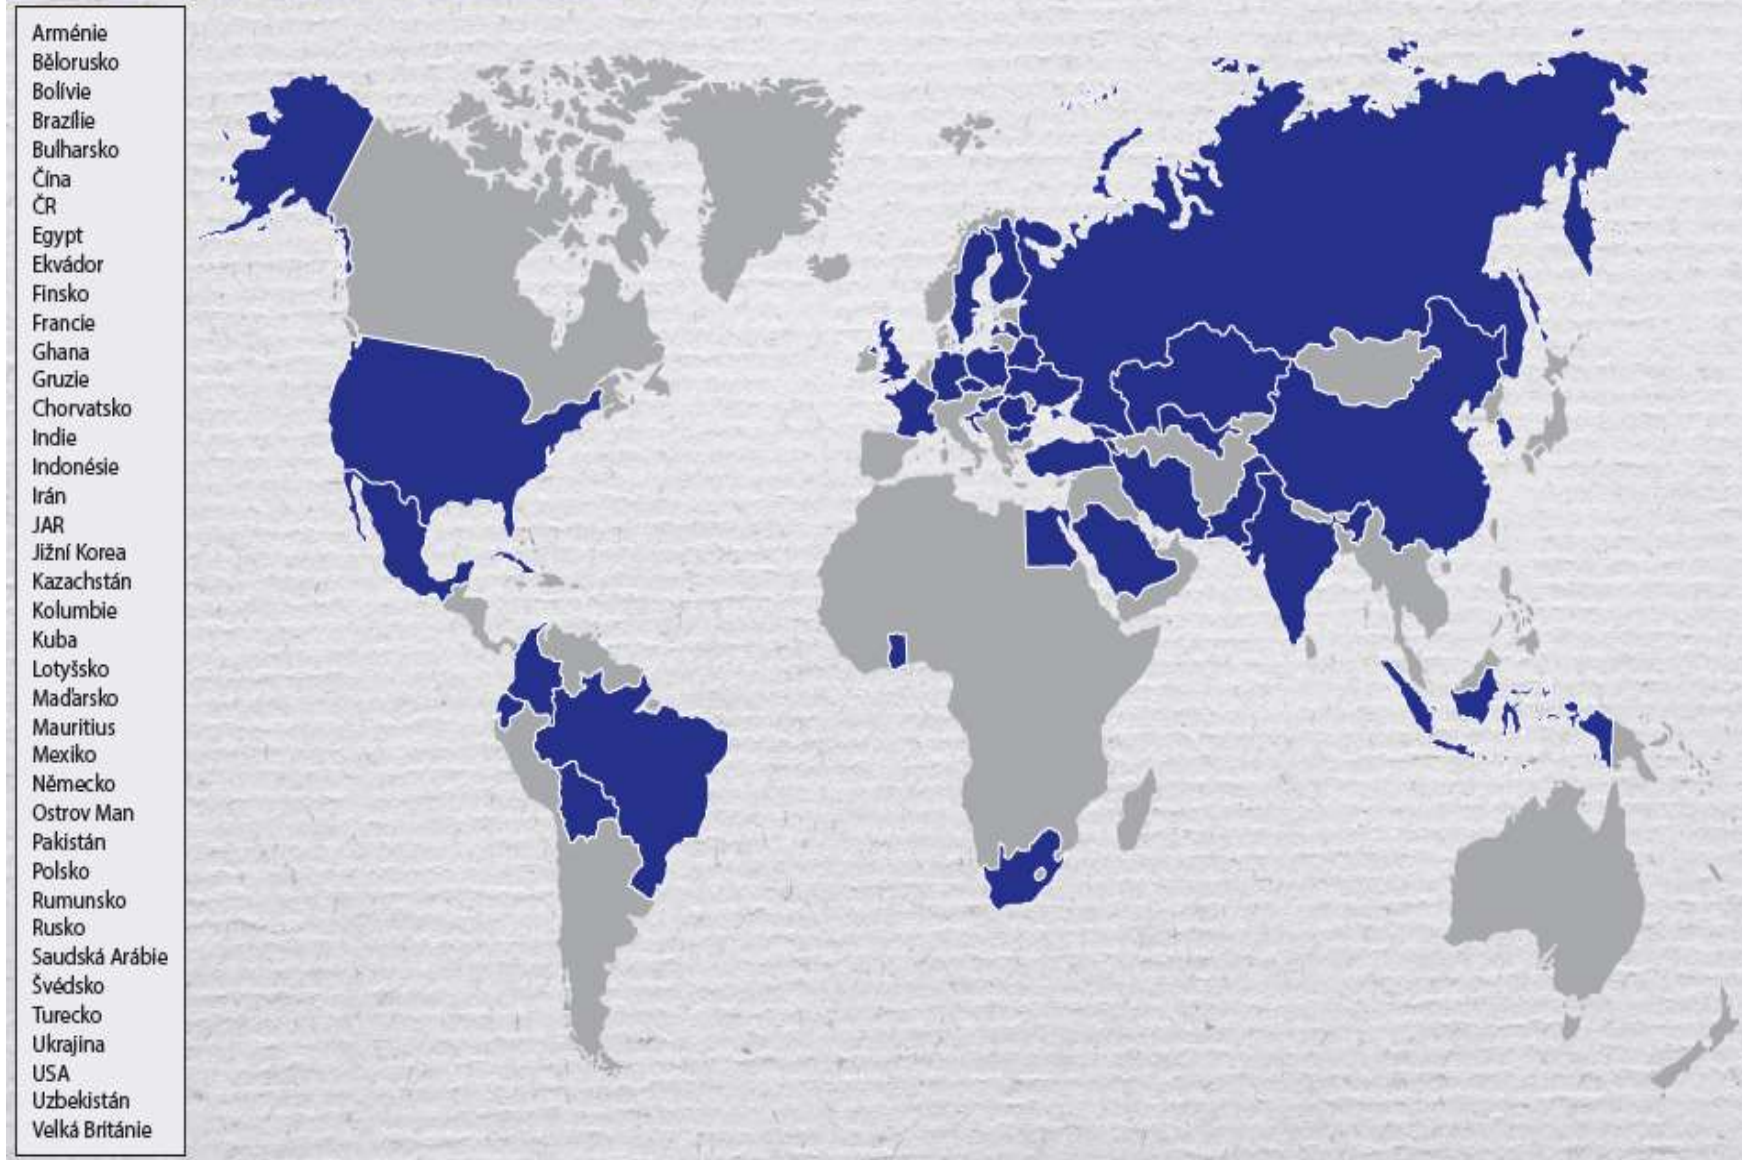 Arménie
Bělorusko
Bolívie
Brazílie
Bulharsko
Čína
ČR
Egypt
Ekvádor
Finsko
Francie
Ghana
Gruzie
Chorvatsko
Indie
Indonésie
Irán
JAR
Jižní Korea
Kazachstán
Kolumbie
Kuba
Lotyšsko
Maďarsko
Mauritius
Mexiko
Německo
Ostrov Man
Pakistán
Polsko
Rumunsko
Rusko
Saudská Arábie
Švédsko
Turecko
Ukrajina
USA
Uzbekistán
Velká Británie